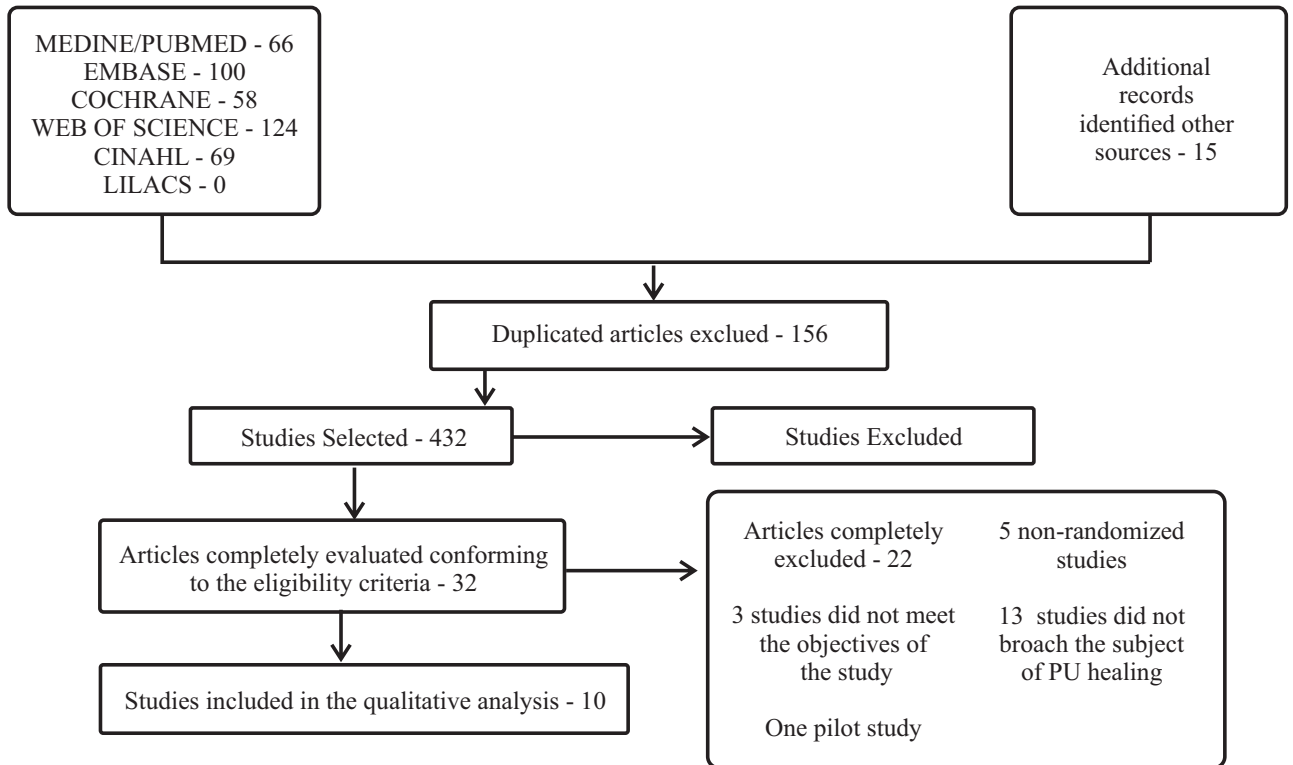 MEDINE/PUBMED - 66
EMBASE - 100
COCHRANE - 58
WEB OF SCIENCE - 124
CINAHL - 69
LILACS - 0
Additional
records
identified other
sources - 15
Duplicated articles exclued - 156
Studies Selected - 432
Studies Excluded
Articles completely evaluated conforming
to the eligibility criteria - 32
Articles completely
excluded - 22
5 non-randomized
studies
3 studies did not meet
the objectives of
the study
13 studies did not
broach the subject
of PU healing
One pilot study
Studies included in the qualitative analysis - 10